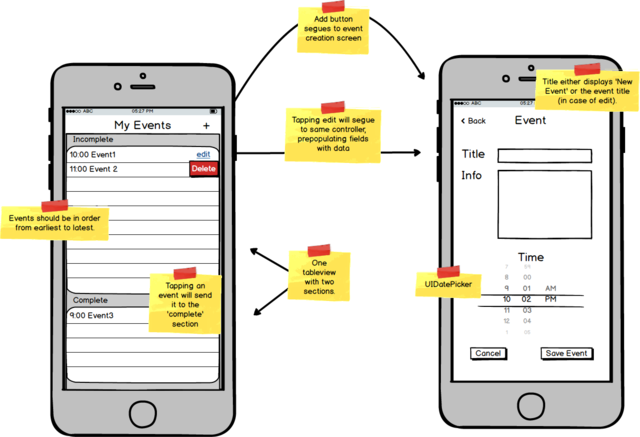 Add button
segues to event
creation screen
Title either displays 'New
Event' or the event title
(in case of edit).
ABC
05:27 PM
My Events
+
Incomplete
10:00 Event1
edit
11:00 Event 2
Delete
Tapping edit will segue
to same controller,
prepopulating fields
with data
Events should be in order
from earliest to latest.
Tapping an
event will send
it to the
'complete'
section
One
tableview
with two
sections.
Complete
9:00 Event3
ABC
05:27 PM
< Back
Event
Title
Info
Time
UIDatePicker
8 00
9 01 AM
10 02 PM
11 03
12 04
1 05
Cancel
Save Event